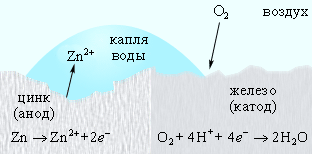 O₂ воздух
капля
воды
Zn²⁺
цинк
(анод)
железо
(катод)
Zn → Zn²⁺ + 2e⁻
O₂ + 4H⁺ + 4e⁻ → 2H₂O